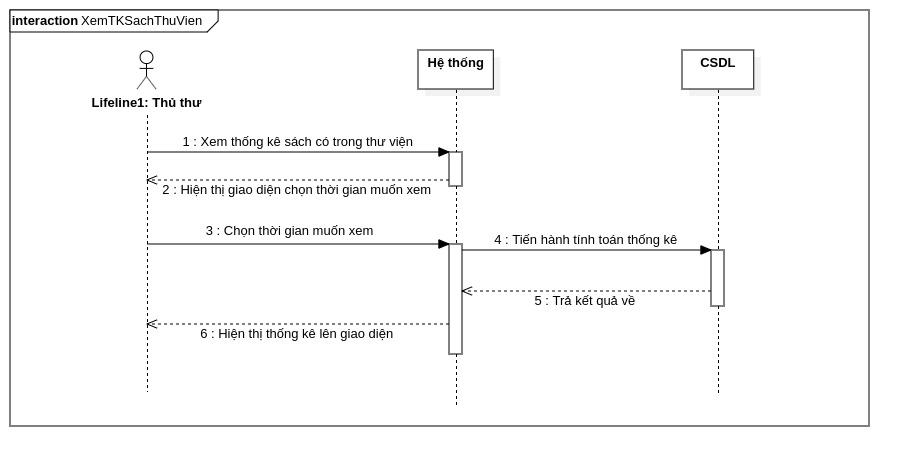 interaction XemTKSachThuVien
Hệ thống
CSDL
Lifeline1: Thủ thư
1 : Xem thống kê sách có trong thư viện
2 : Hiện thị giao diện chọn thời gian muốn xem
3 : Chọn thời gian muốn xem
4 : Tiến hành tính toán thống kê
5 : Trả kết quả về
6 : Hiện thị thống kê lên giao diện